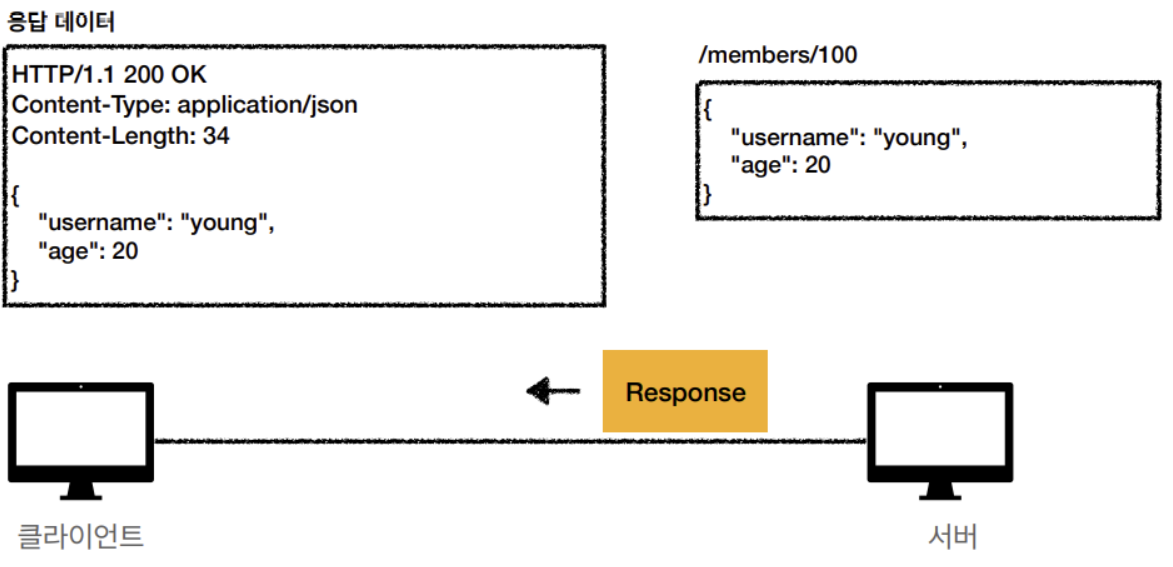 응답 데이터
HTTP/1.1 200 OK
Content-Type: application/json
Content-Length: 34
{
"username": "young",
"age": 20
}
/members/100
{
"username": "young",
"age": 20
}
Response
클라이언트
서버